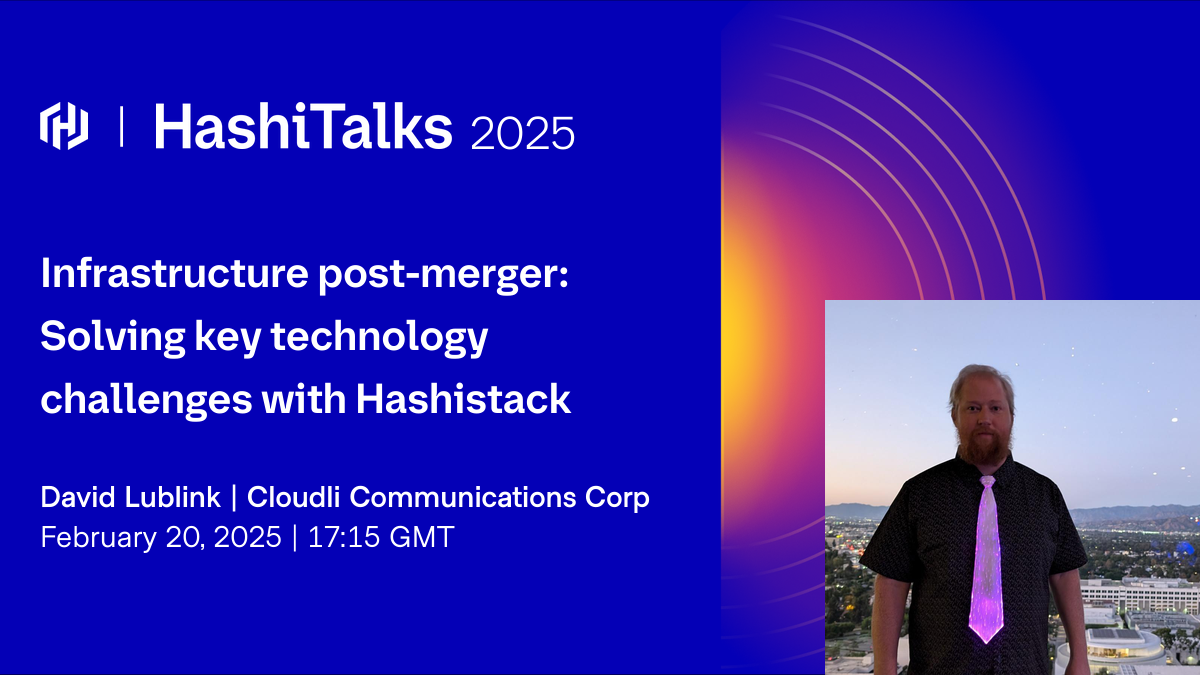 HashiTalks 2025
Infrastructure post-merger:
Solving key technology
challenges with Hashistack
David Lublink | Cloudli Communications Corp
February 20, 2025 | 17:15 GMT